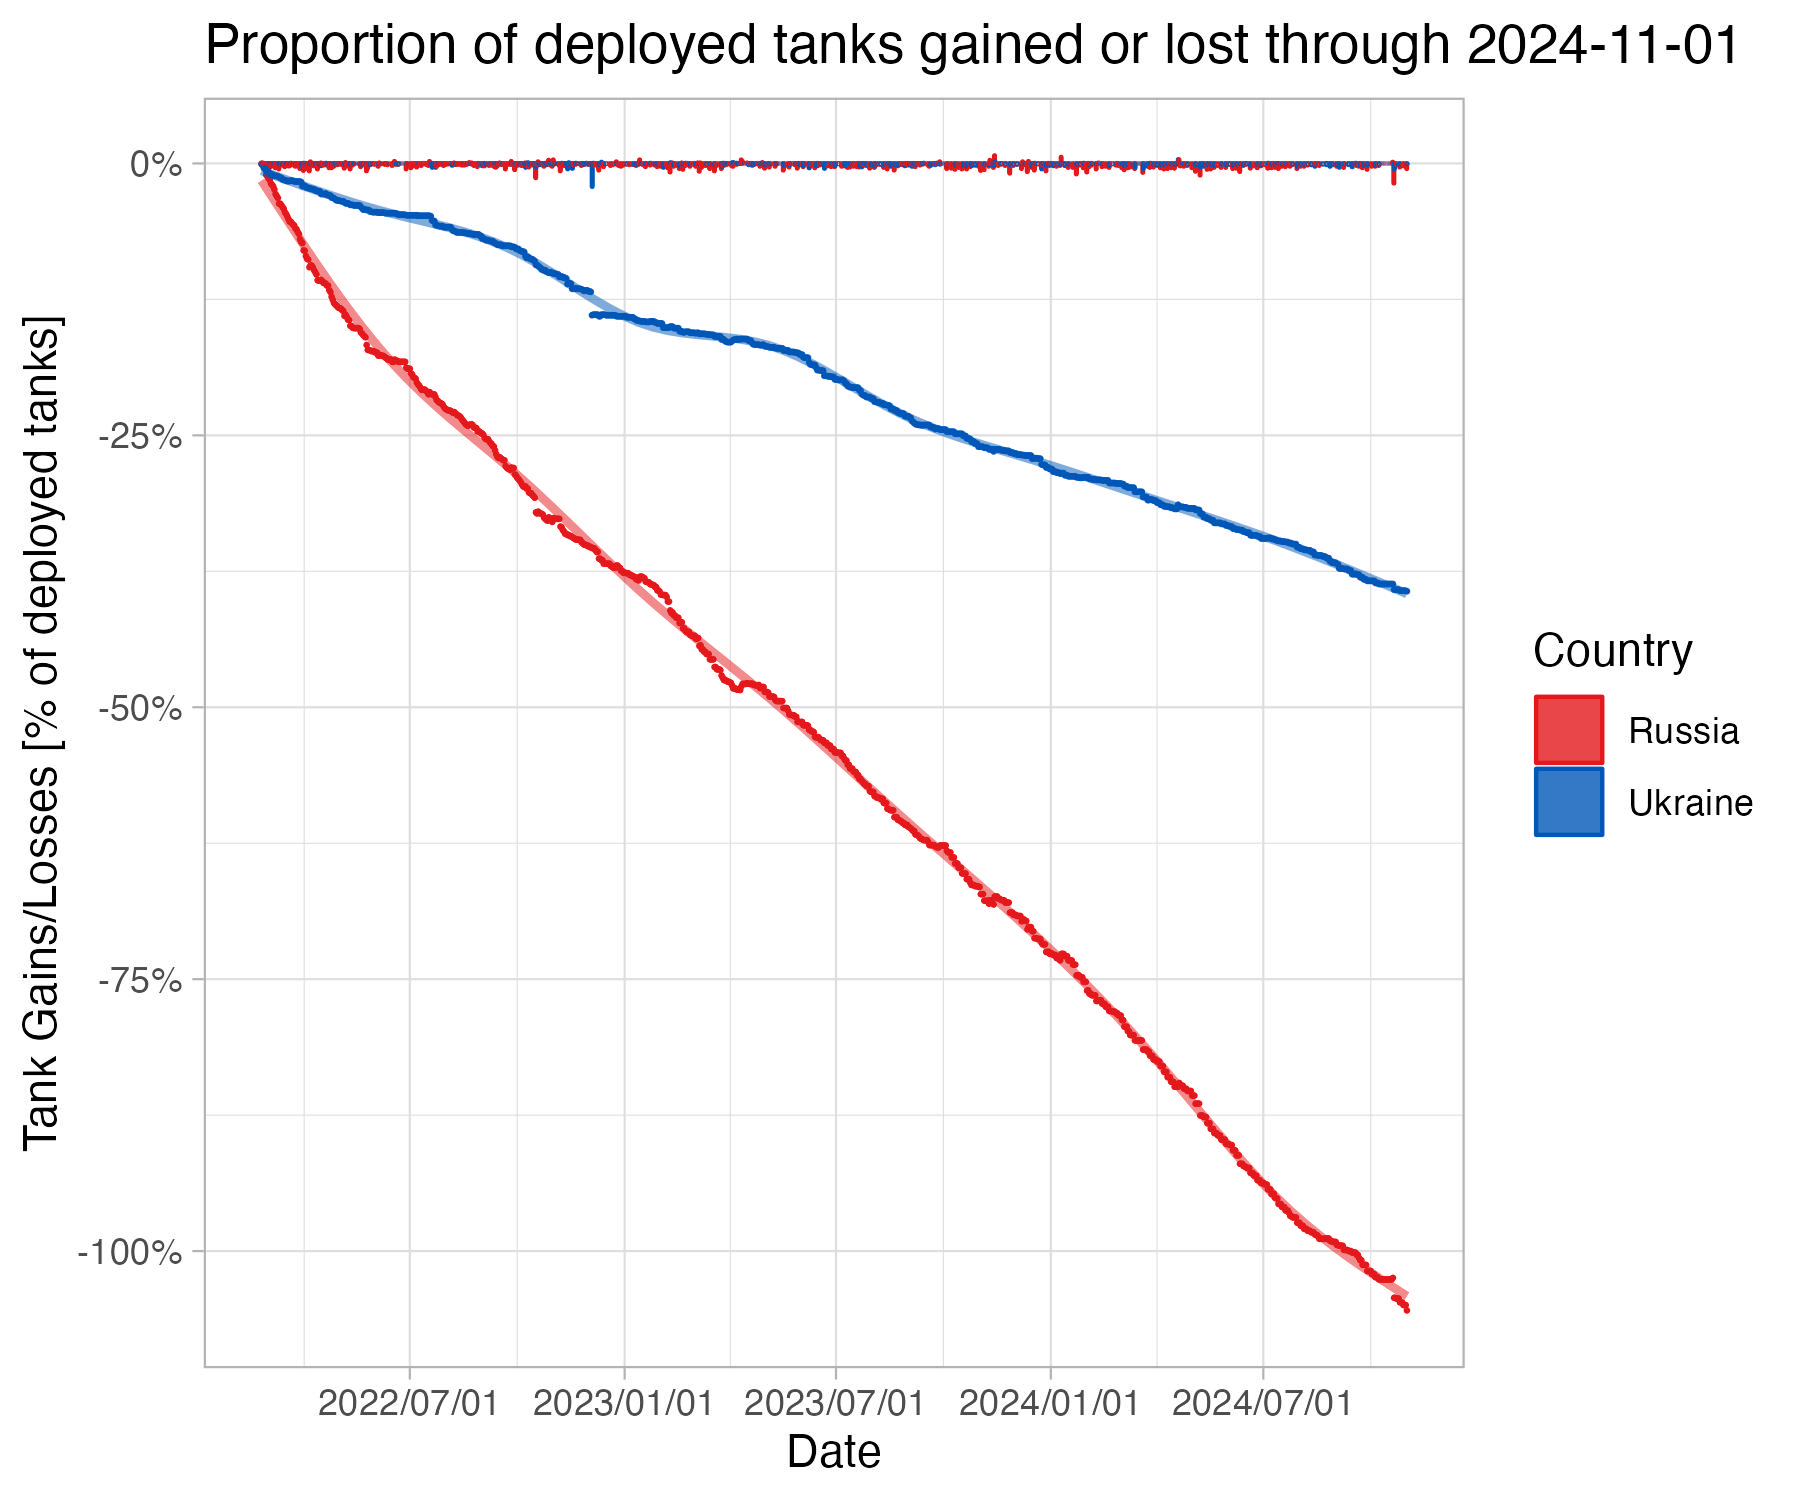 Proportion of deployed tanks gained or lost through 2024-11-01
Tank Gains/Losses [% of deployed tanks]
0%
-25%
-50%
-75%
-100%
2022/07/01
2023/01/01
2023/07/01
2024/01/01
2024/07/01
Date
Country
Russia
Ukraine